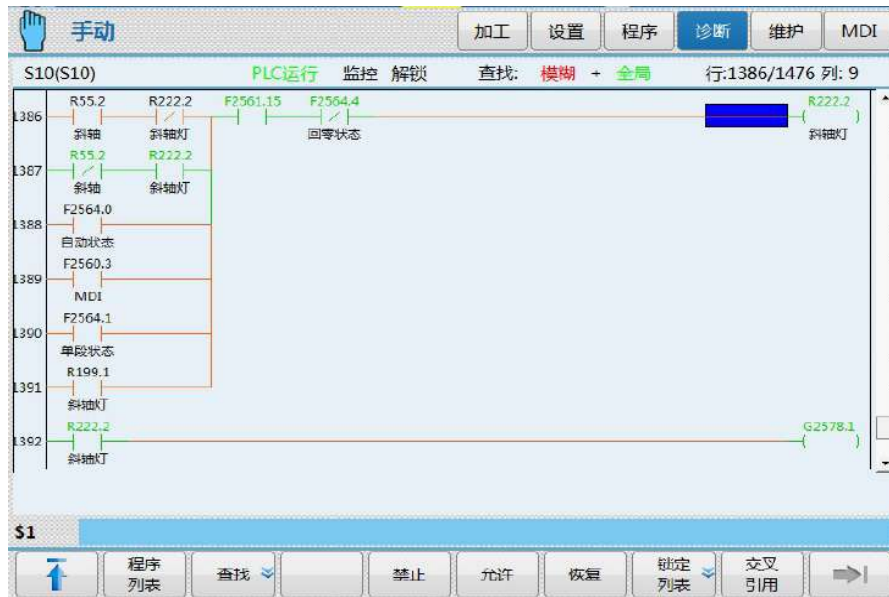 手动 加工 设置 程序 诊断 维护 MDI
S10(S10) PLC运行 监控 解锁 查找: 模糊 + 全局 行:1386/1476 列: 9
R55.2 R222.2 F2561.15 F2564.4 R222.2
1386
斜轴 斜轴灯 回零状态 斜轴灯
R55.2 R222.2
1387
斜轴 斜轴灯
F2564.0
1388
自动状态
F2560.3
1389
MDI
F2564.1
1390
单段状态
R199.1
1391
斜轴灯
R222.2 G2578.1
1392
斜轴灯
$1
程序列表 查找 禁止 允许 恢复 锁定列表 交叉引用